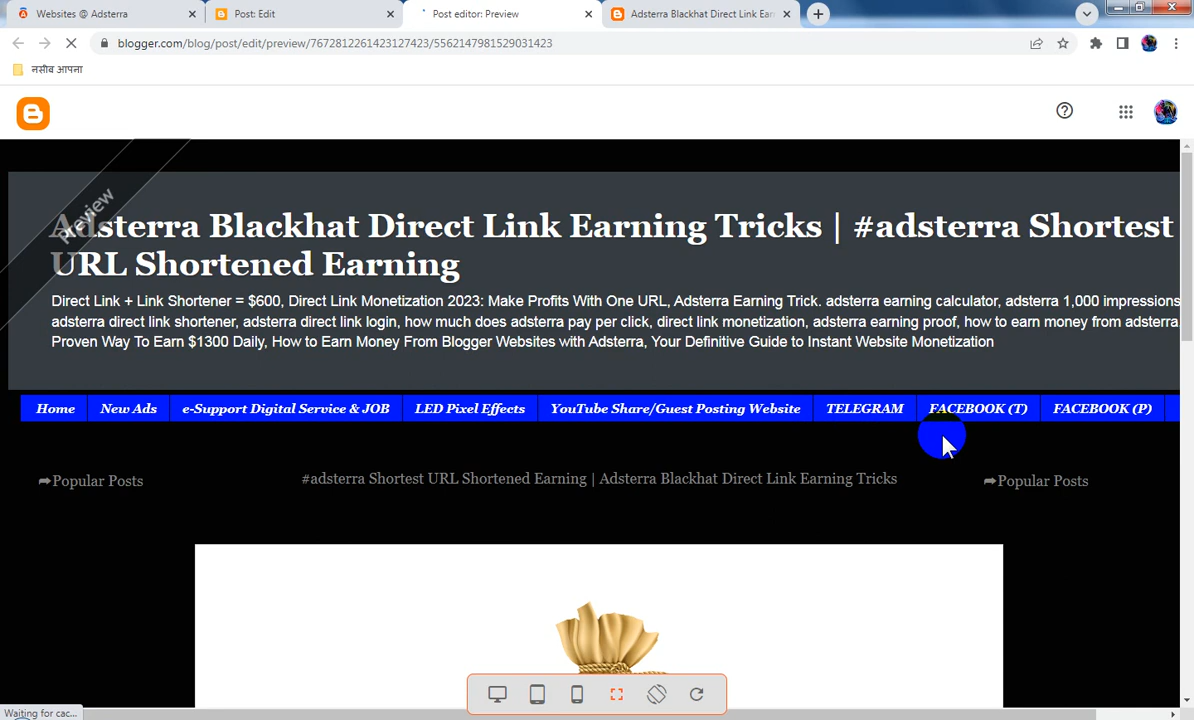 Websites @ Adsterra
Post: Edit
Post editor: Preview
Adsterra Blackhat Direct Link Ear
blogger.com/blog/post/edit/preview/7672812261423127423/5562147981529031423
नसीब आपना
Preview
Adsterra Blackhat Direct Link Earning Tricks | #adsterra Shortest
URL Shortened Earning
Direct Link + Link Shortener = $600, Direct Link Monetization 2023: Make Profits With One URL, Adsterra Earning Trick. adsterra earning calculator, adsterra 1,000 impressions
adsterra direct link shortener, adsterra direct link login, how much does adsterra pay per click, direct link monetization, adsterra earning proof, how to earn money from adsterra,
Proven Way To Earn $1300 Daily, How to Earn Money From Blogger Websites with Adsterra, Your Definitive Guide to Instant Website Monetization
Home New Ads e-Support Digital Service & JOB LED Pixel Effects YouTube Share/Guest Posting Website TELEGRAM FACEBOOK (T) FACEBOOK (P)
➦Popular Posts
#adsterra Shortest URL Shortened Earning | Adsterra Blackhat Direct Link Earning Tricks
➦Popular Posts
Waiting for cac...